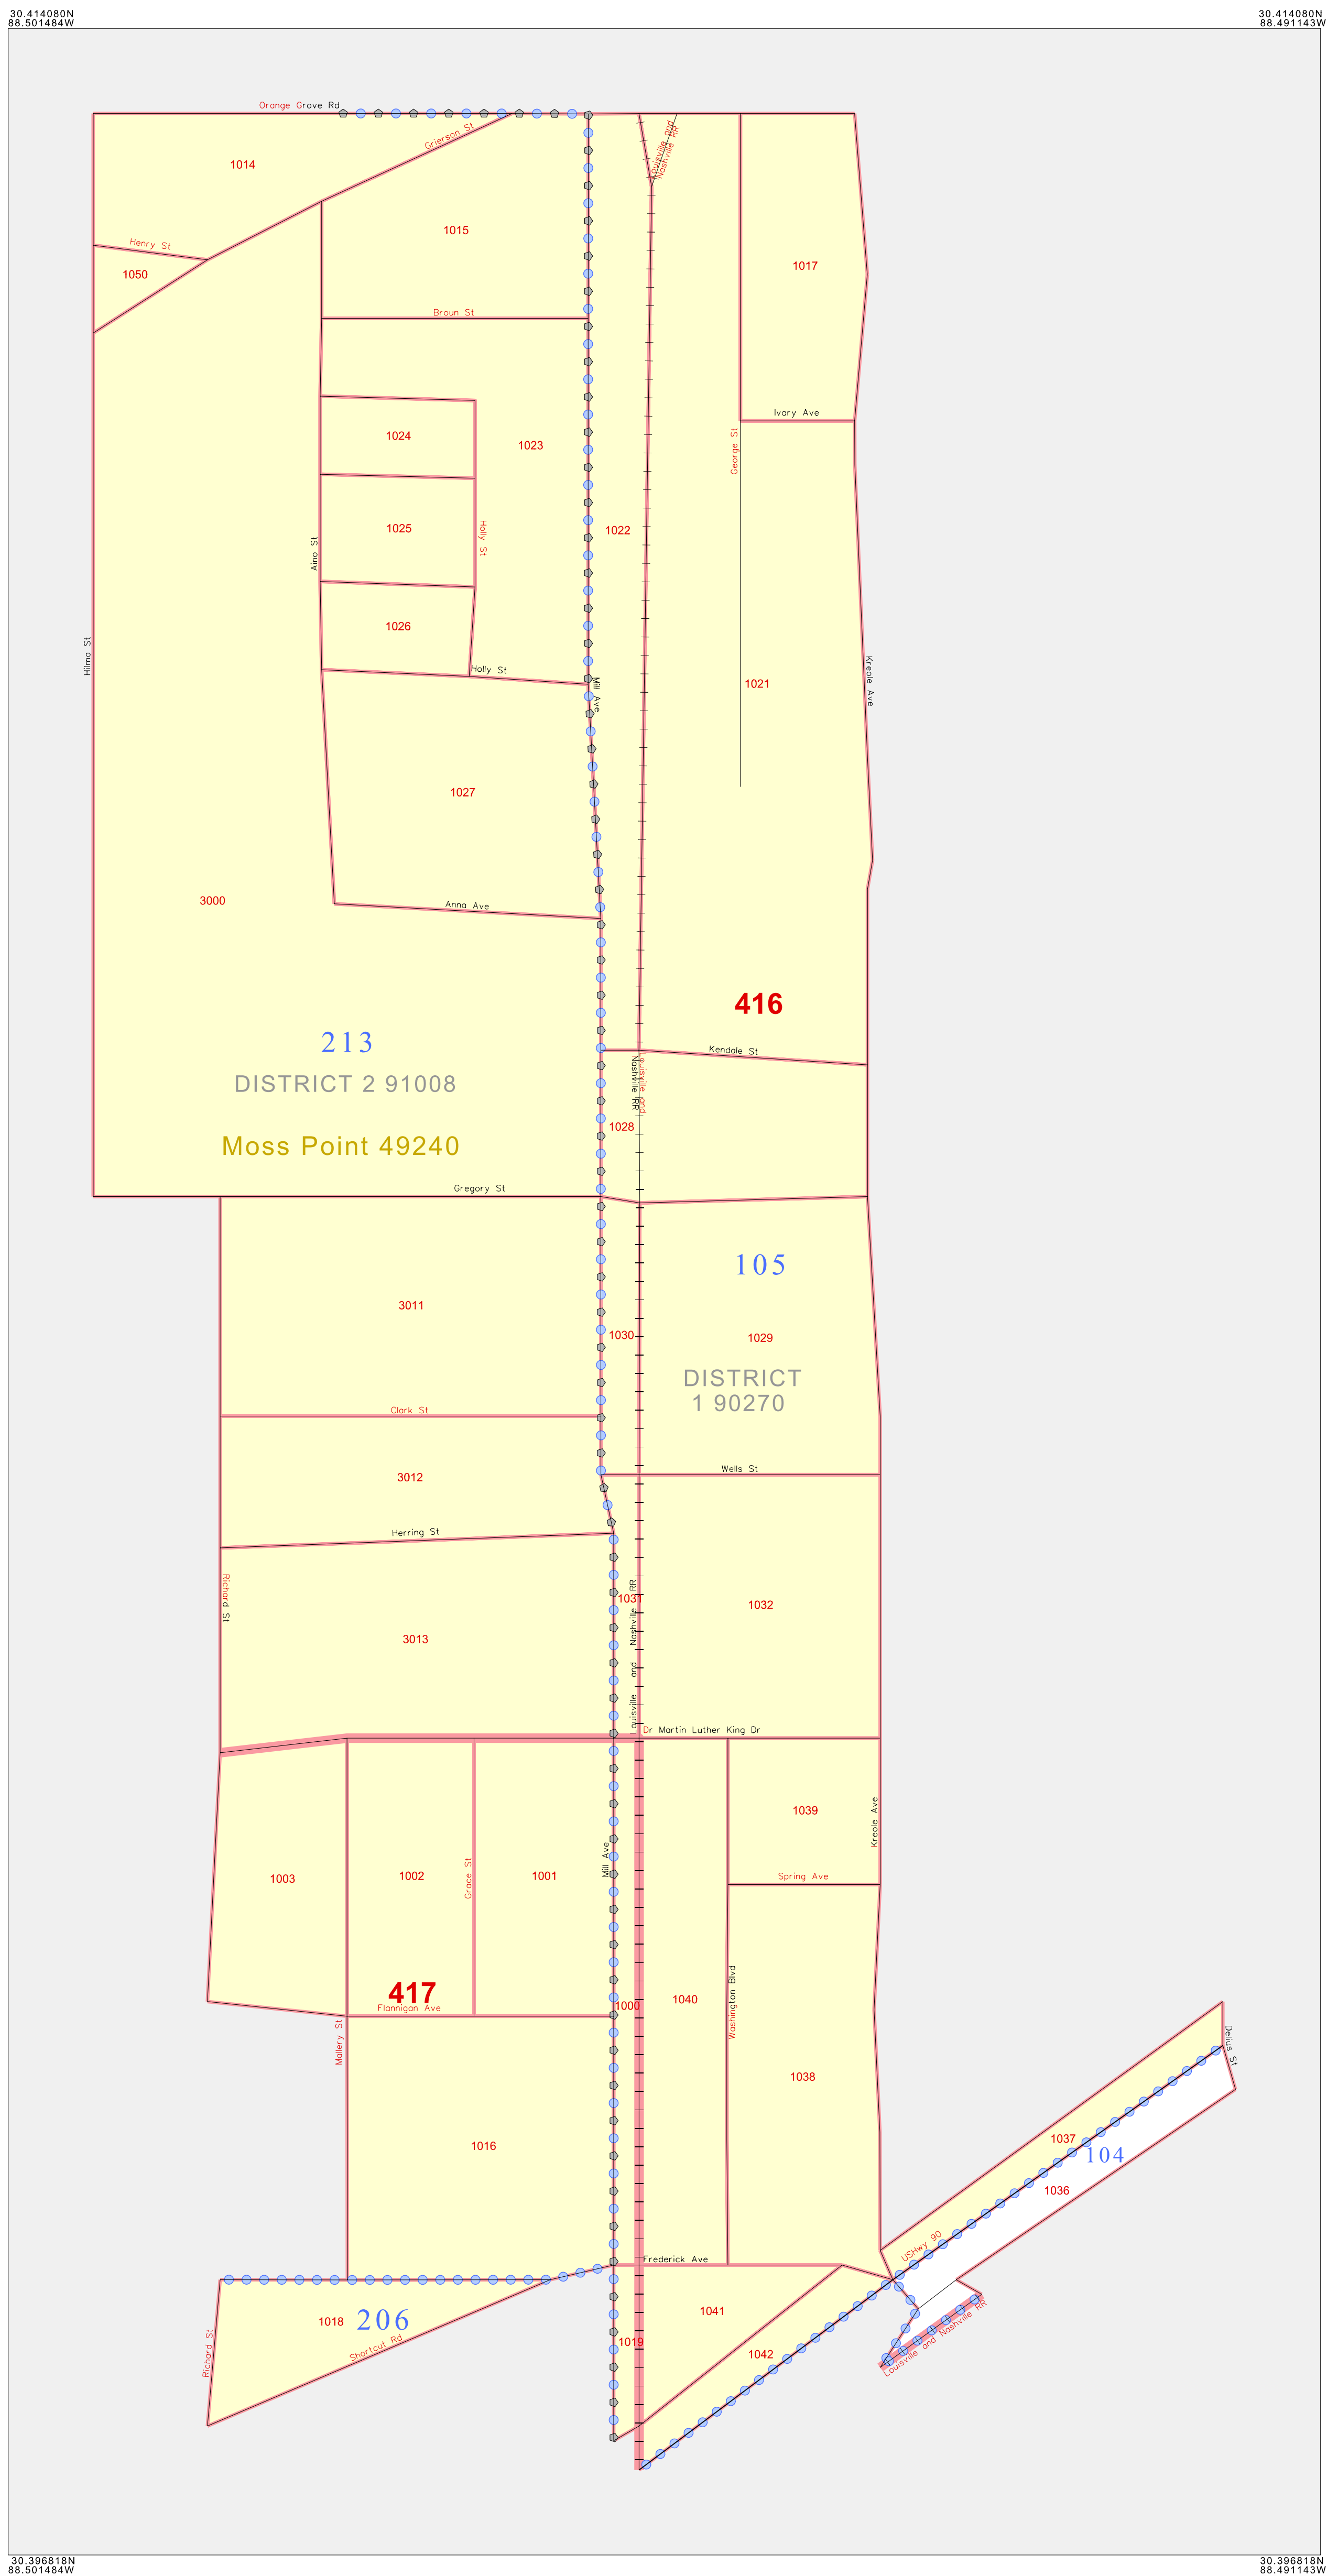 30.414080N
88.501484W
30.414080N
88.491143W
Orange Grove Rd
Grierson St
Louisville and
Nashville RR
1014
Henry St
1050
1015
1017
Broun St
Ivory Ave
1024
1023
George St
1025
Holly St
1022
Aino St
1026
Hilma St
Holly St
Mill Ave
1021
Kreole Ave
1027
3000
Anna Ave
416
213
Kendale St
DISTRICT 2 91008
Louisville and
Nashville RR
1028
Moss Point 49240
Gregory St
105
3011
1030
1029
DISTRICT
1 90270
Clark St
3012
Wells St
Herring St
Richard St
1031
1032
3013
Louisville and Nashville RR
Dr Martin Luther King Dr
1039
Kreole Ave
Mill Ave
1003
1002
Grace St
1001
Spring Ave
417
Flannigan Ave
1000
1040
Washington Blvd
Mallery St
Delius St
1038
1016
1037
104
1036
USHwy 90
Frederick Ave
1018
206
Richard St
Shortcut Rd
1041
1019
1042
Louisville and Nashville RR
30.396818N
88.501484W
30.396818N
88.491143W